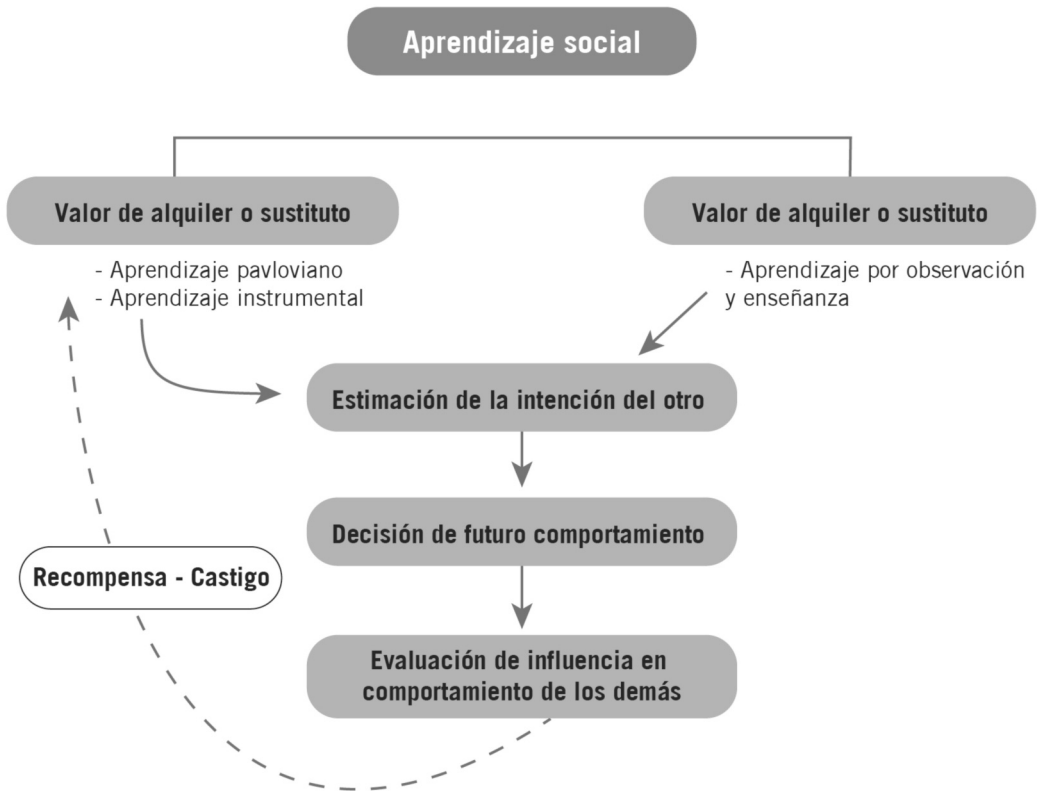 Aprendizaje social
Valor de alquiler o sustituto
Valor de alquiler o sustituto
- Aprendizaje pavloviano
- Aprendizaje instrumental
- Aprendizaje por observación
y enseñanza
Estimación de la intención del otro
Decisión de futuro comportamiento
Recompensa - Castigo
Evaluación de influencia en
comportamiento de los demás